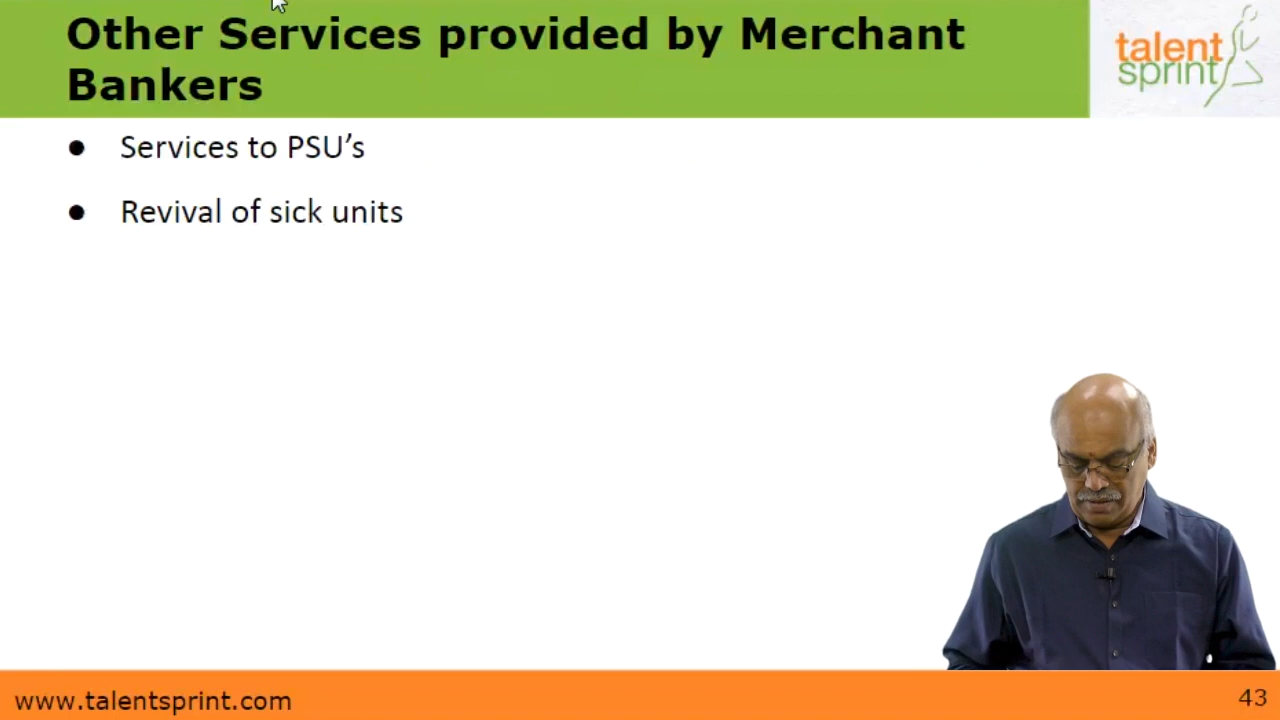 Other Services provided by Merchant
Bankers
talent
sprint
● Services to PSU’s
● Revival of sick units
www.talentsprint.com
43